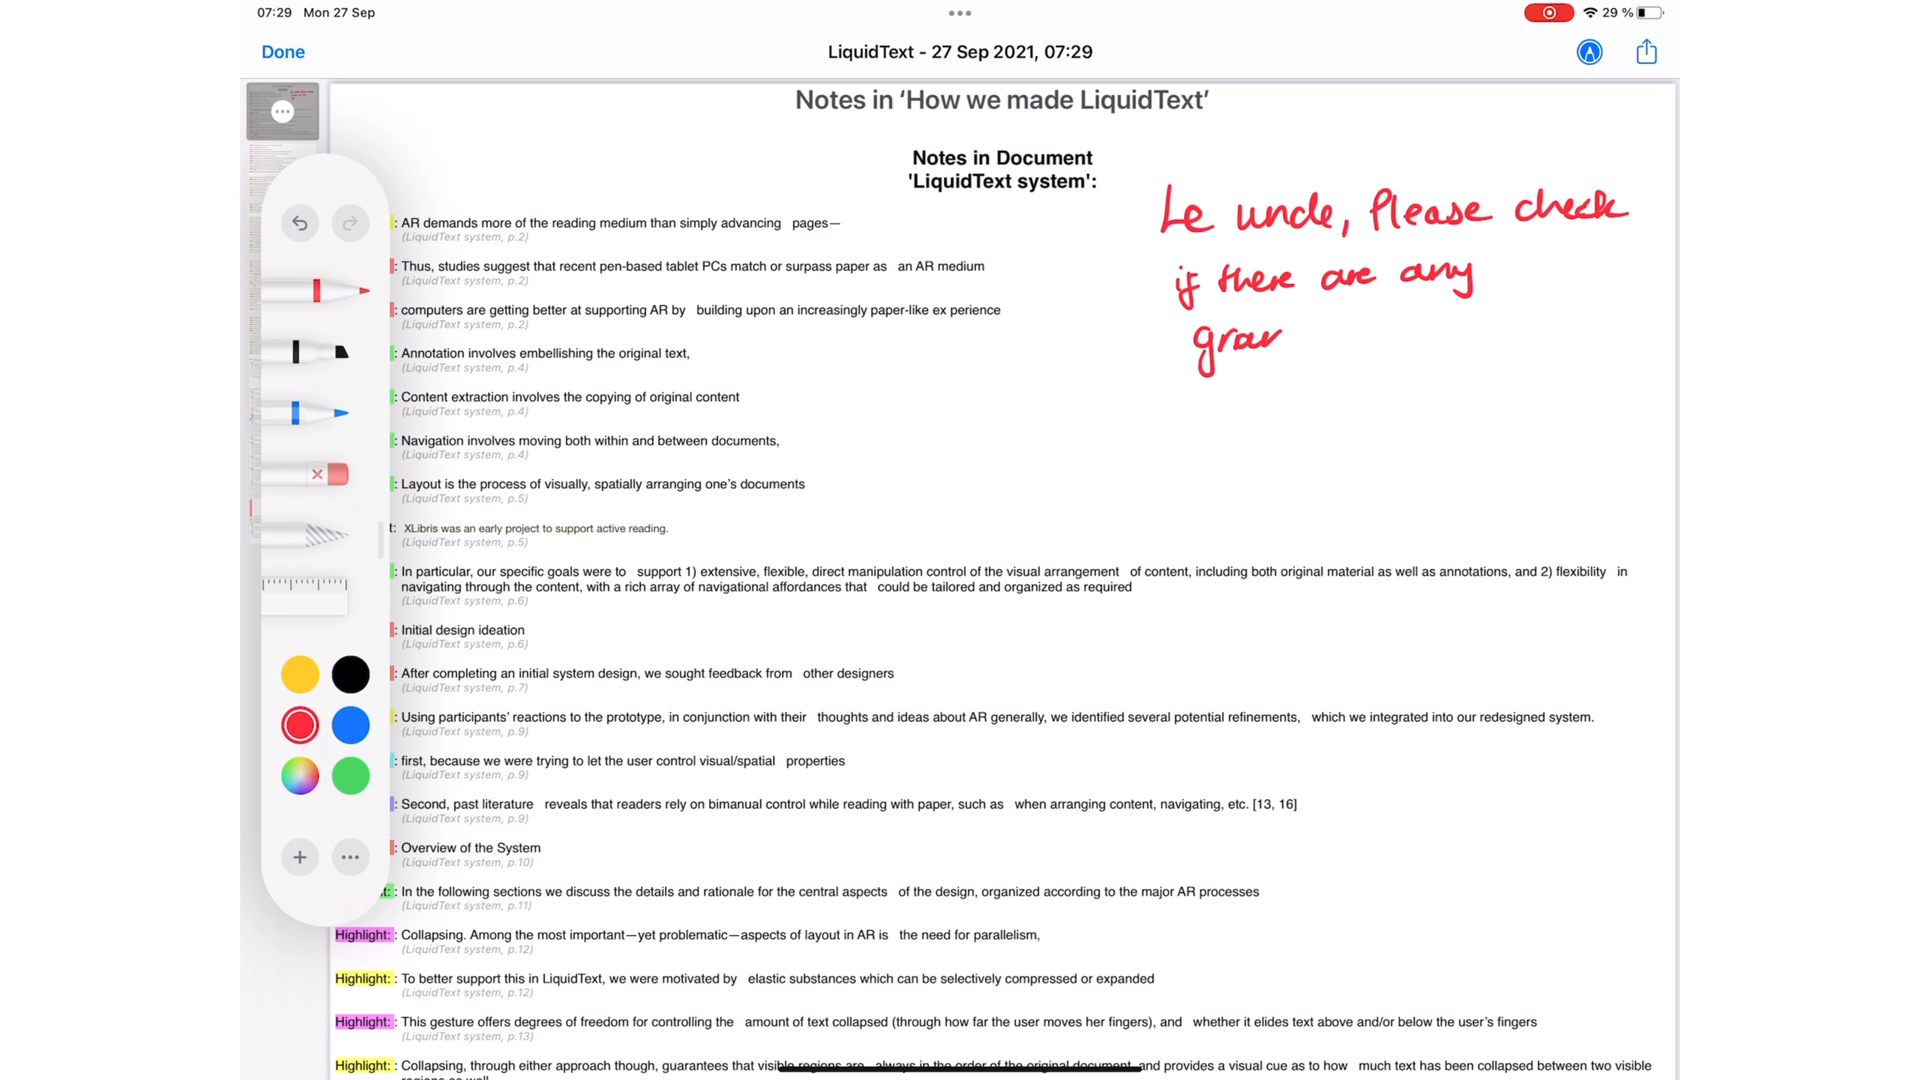 07:29 Mon 27 Sep
29 %
Done
LiquidText - 27 Sep 2021, 07:29
Notes in ‘How we made LiquidText’
Notes in Document
'LiquidText system':
Le unde, Please check
if there are any
grar
: AR demands more of the reading medium than simply advancing pages—
(LiquidText system, p.2)
: Thus, studies suggest that recent pen-based tablet PCs match or surpass paper as an AR medium
(LiquidText system, p.2)
: computers are getting better at supporting AR by building upon an increasingly paper-like ex perience
(LiquidText system, p.2)
: Annotation involves embellishing the original text,
(LiquidText system, p.4)
: Content extraction involves the copying of original content
(LiquidText system, p.4)
: Navigation involves moving both within and between documents,
(LiquidText system, p.4)
: Layout is the process of visually, spatially arranging one’s documents
(LiquidText system, p.5)
t: XLibris was an early project to support active reading.
(LiquidText system, p.5)
: In particular, our specific goals were to support 1) extensive, flexible, direct manipulation control of the visual arrangement of content, including both original material as well as annotations, and 2) flexibility in
navigating through the content, with a rich array of navigational affordances that could be tailored and organized as required
(LiquidText system, p.6)
: Initial design ideation
(LiquidText system, p.6)
: After completing an initial system design, we sought feedback from other designers
(LiquidText system, p.7)
: Using participants’ reactions to the prototype, in conjunction with their thoughts and ideas about AR generally, we identified several potential refinements, which we integrated into our redesigned system.
(LiquidText system, p.9)
: first, because we were trying to let the user control visual/spatial properties
(LiquidText system, p.9)
: Second, past literature reveals that readers rely on bimanual control while reading with paper, such as when arranging content, navigating, etc. [13, 16]
(LiquidText system, p.9)
: Overview of the System
(LiquidText system, p.10)
t: : In the following sections we discuss the details and rationale for the central aspects of the design, organized according to the major AR processes
(LiquidText system, p.11)
Highlight: : Collapsing. Among the most important—yet problematic—aspects of layout in AR is the need for parallelism,
(LiquidText system, p.12)
Highlight: : To better support this in LiquidText, we were motivated by elastic substances which can be selectively compressed or expanded
(LiquidText system, p.12)
Highlight: : This gesture offers degrees of freedom for controlling the amount of text collapsed (through how far the user moves her fingers), and whether it elides text above and/or below the user’s fingers
(LiquidText system, p.13)
Highlight: : Collapsing, through either approach though, guarantees that visible regions are always in the order of the original document, and provides a visual cue as to how much text has been collapsed between two visible
regions as well